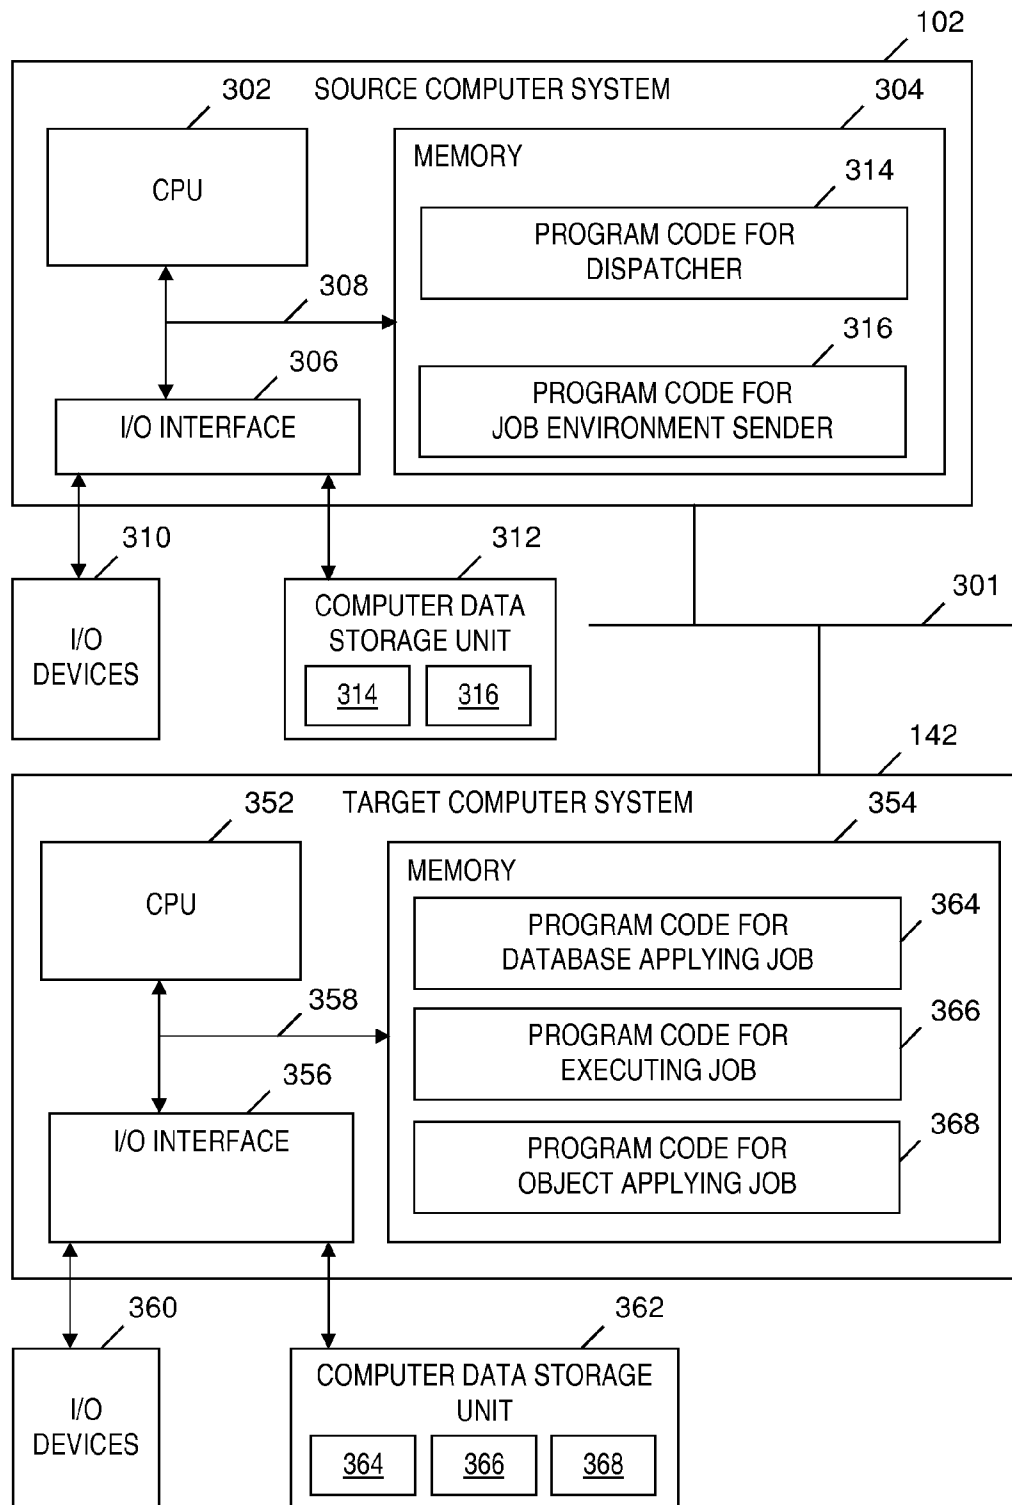 102
SOURCE COMPUTER SYSTEM
302
304
CPU
MEMORY
314
PROGRAM CODE FOR
DISPATCHER
308
316
306
PROGRAM CODE FOR
JOB ENVIRONMENT SENDER
I/O INTERFACE
310
312
301
I/O
DEVICES
COMPUTER DATA
STORAGE UNIT
314
316
142
TARGET COMPUTER SYSTEM
352
354
CPU
MEMORY
364
PROGRAM CODE FOR
DATABASE APPLYING JOB
358
366
PROGRAM CODE FOR
EXECUTING JOB
356
I/O INTERFACE
368
PROGRAM CODE FOR
OBJECT APPLYING JOB
360
362
I/O
DEVICES
COMPUTER DATA STORAGE
UNIT
364
366
368